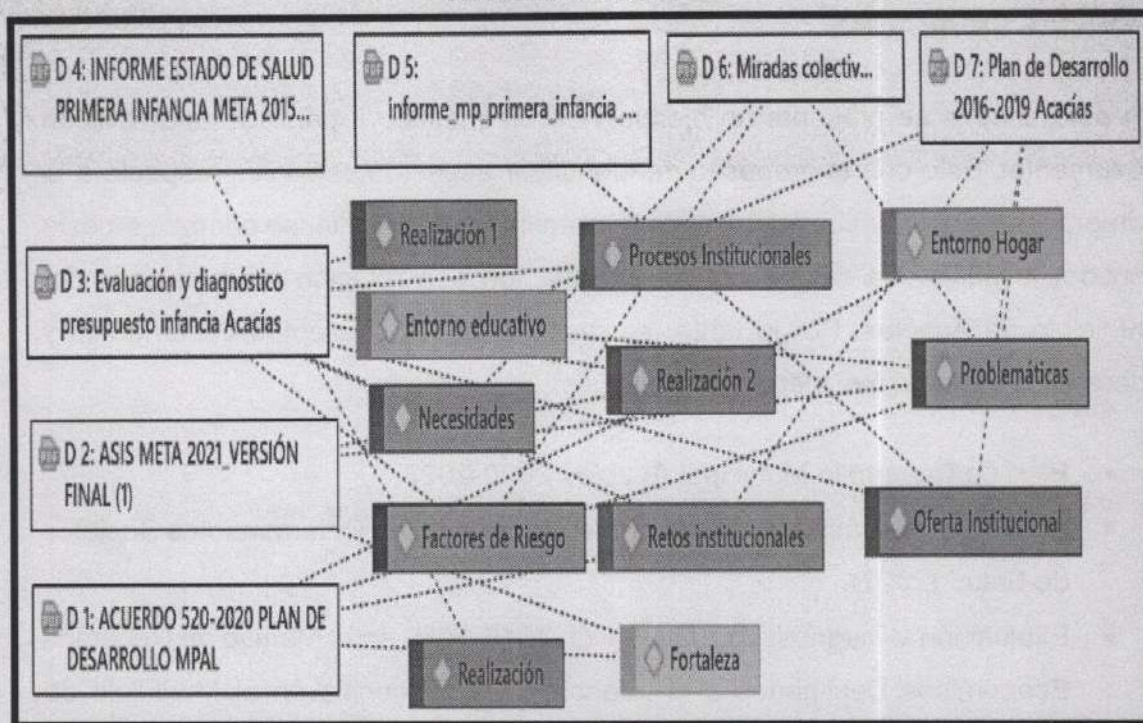 D 4: INFORME ESTADO DE SALUD
PRIMERA INFANCIA META 2015...
D 5:
informe_mp_primera_infancia_...
D 6: Miradas colectiv...
D 7: Plan de Desarrollo
2016-2019 Acacías
Realización 1
Procesos Institucionales
Entorno Hogar
D 3: Evaluación y diagnóstico
presupuesto infancia Acacías
Entorno educativo
Realización 2
Problemáticas
Necesidades
D 2: ASIS META 2021_VERSIÓN
FINAL (1)
Factores de Riesgo
Retos institucionales
Oferta Institucional
D 1: ACUERDO 520-2020 PLAN DE
DESARROLLO MPAL
Realización
Fortaleza